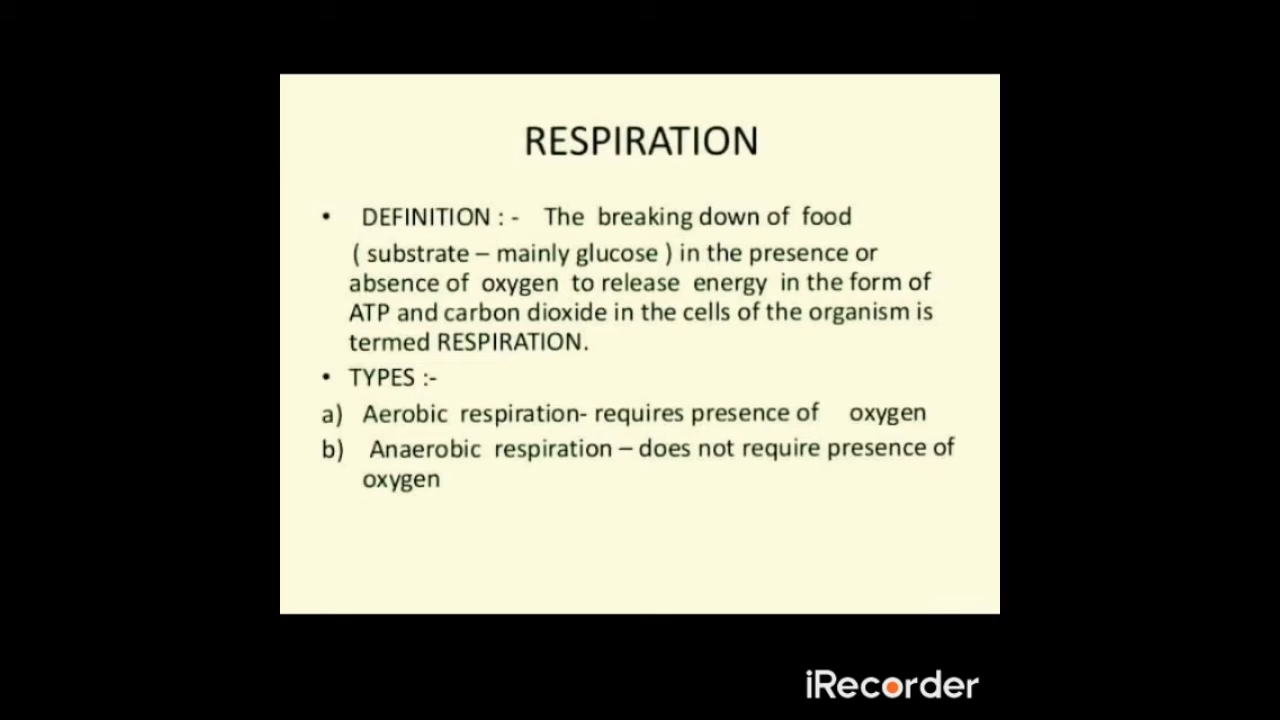 RESPIRATION
• DEFINITION : - The breaking down of food
( substrate – mainly glucose ) in the presence or
absence of oxygen to release energy in the form of
ATP and carbon dioxide in the cells of the organism is
termed RESPIRATION.
• TYPES :-
a) Aerobic respiration- requires presence of oxygen
b) Anaerobic respiration – does not require presence of
oxygen
iRecorder